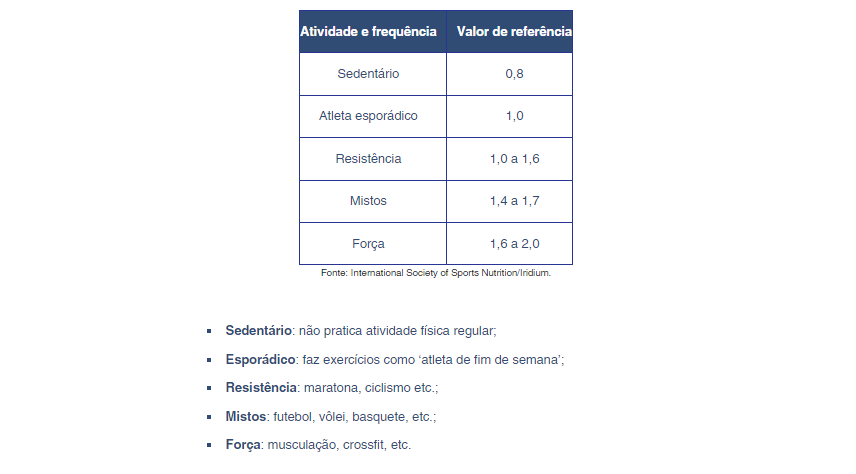 Atividade e frequência Valor de referência
Sedentário 0,8
Atleta esporádico 1,0
Resistência 1,0 a 1,6
Mistos 1,4 a 1,7
Força 1,6 a 2,0
Fonte: International Society of Sports Nutrition/Iridium.
▪ Sedentário: não pratica atividade física regular;
▪ Esporádico: faz exercícios como ‘atleta de fim de semana’;
▪ Resistência: maratona, ciclismo etc.;
▪ Mistos: futebol, vôlei, basquete, etc.;
▪ Força: musculação, crossfit, etc.